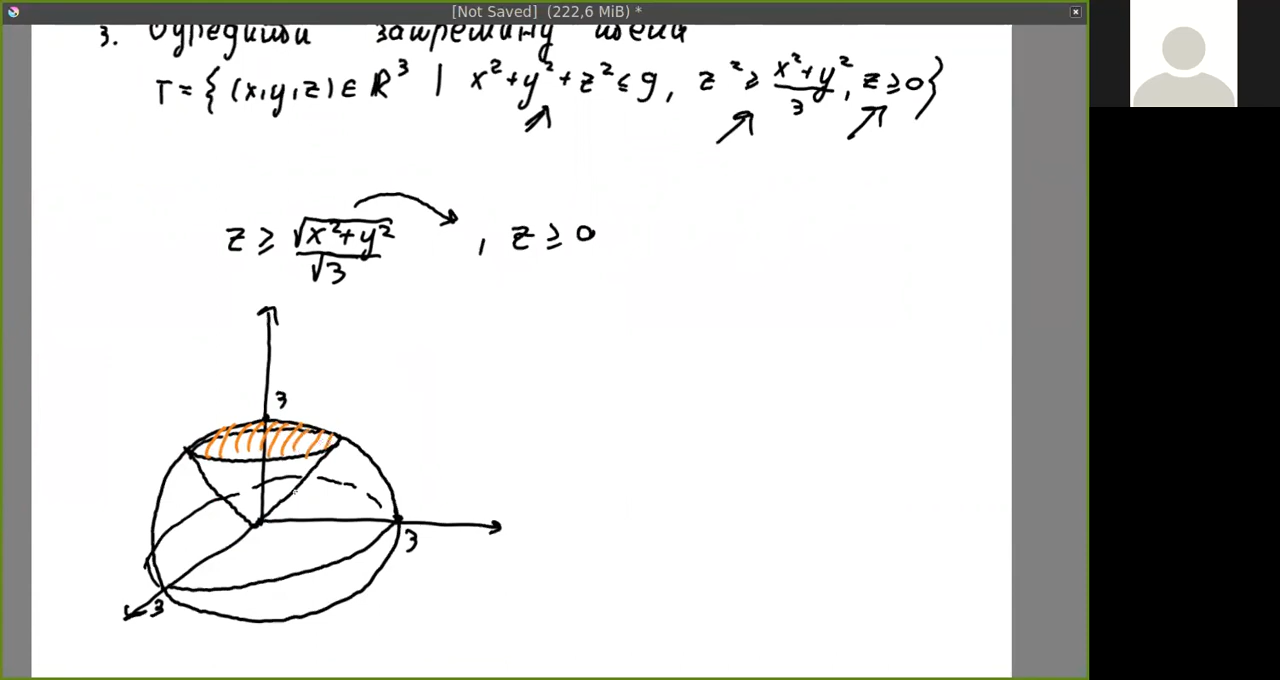 [Not Saved] (222,6 MiB) *
3. Одредити запремину тела
T = { (x,y,z) ∈ R³ | x² + y² + z² ≤ 9, z² ≥ (x²+y²)/3, z ≥ 0 }
z ≥ √(x²+y²)/√3 , z ≥ 0
3
3
3